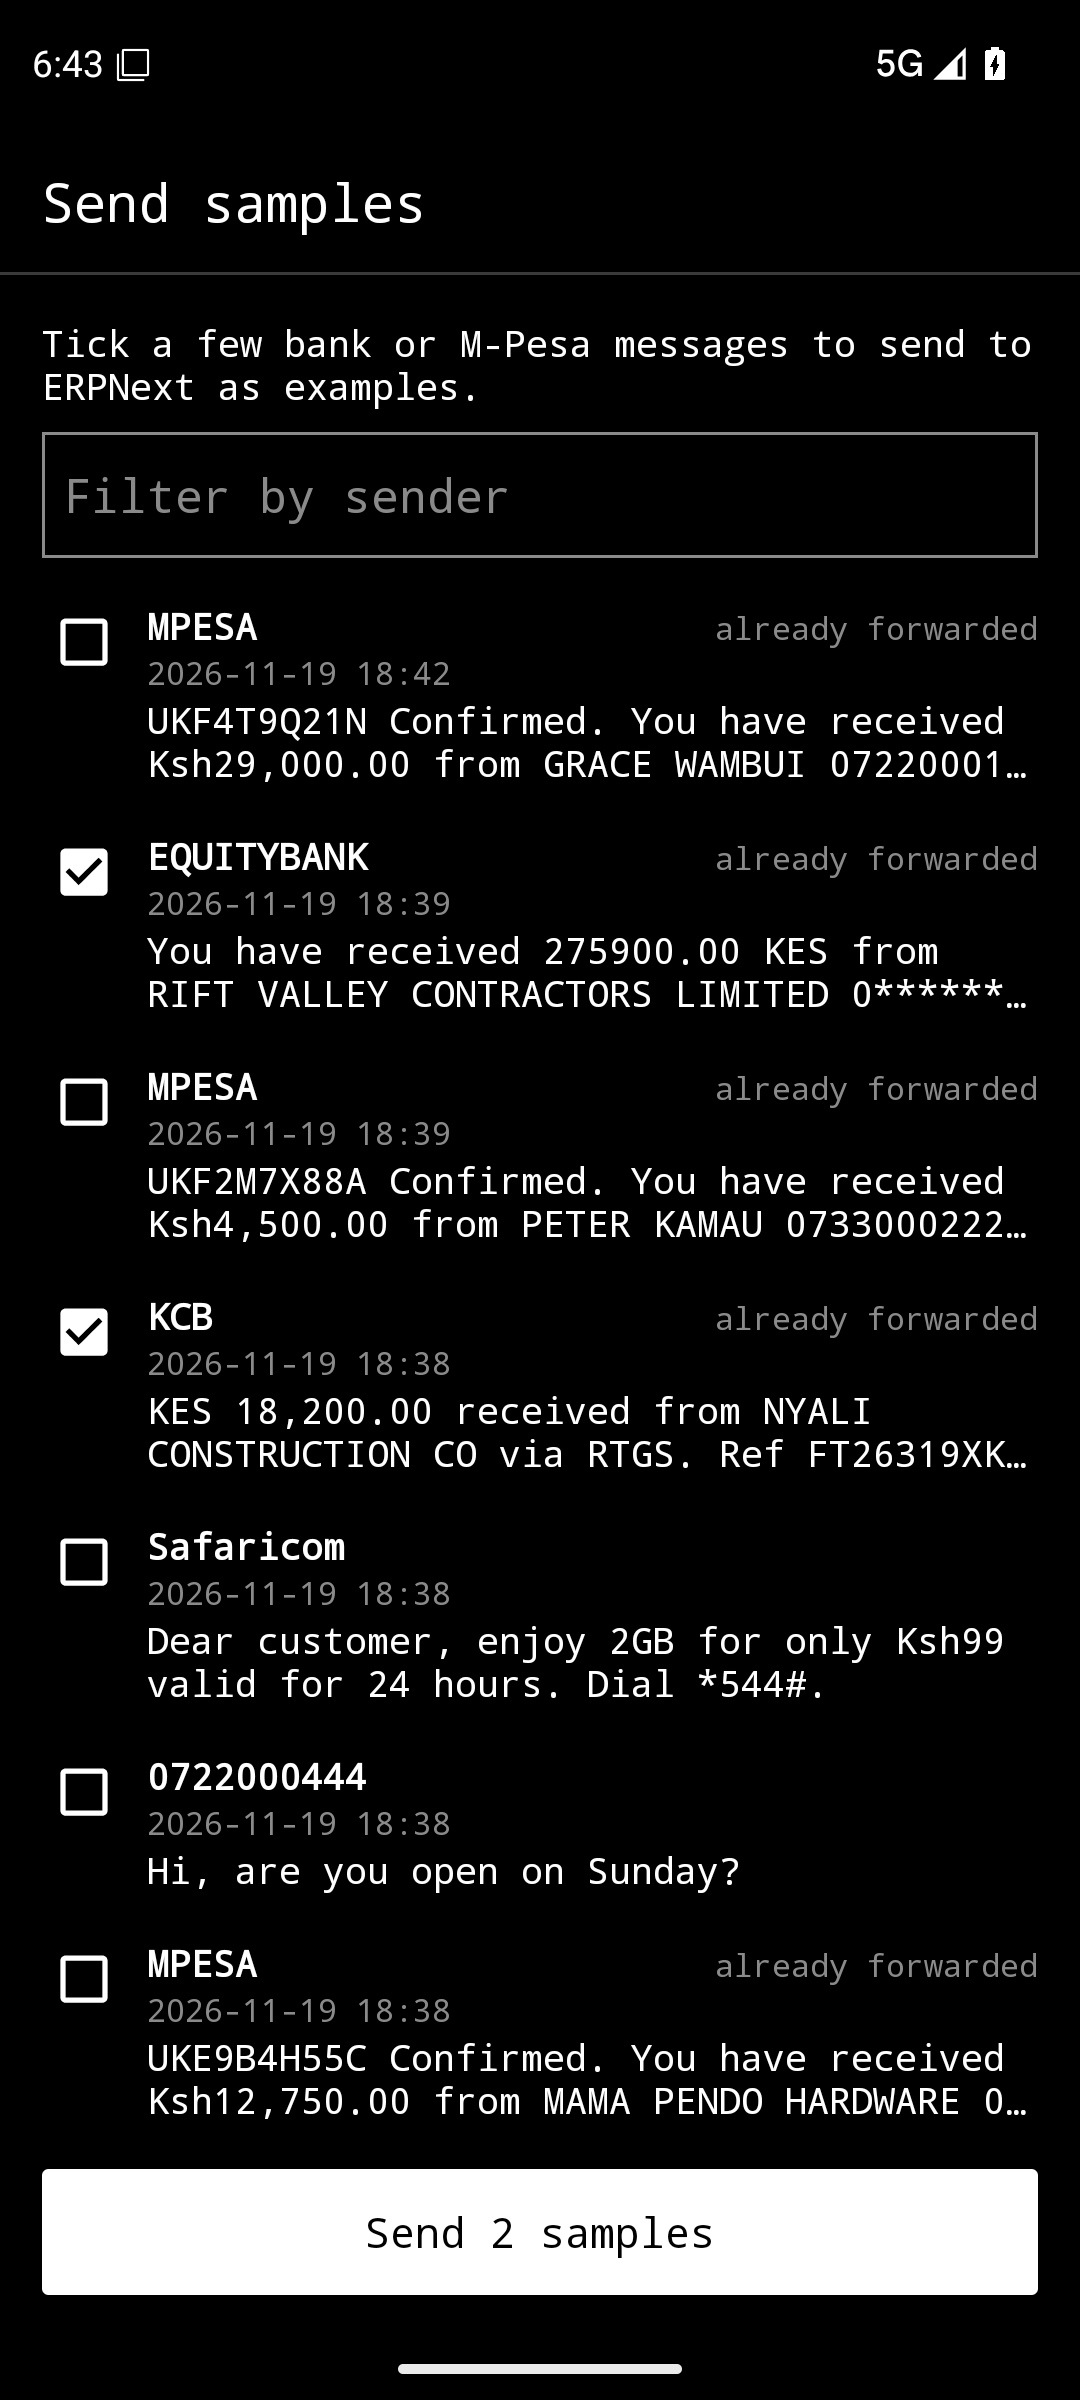 6:43 5G
Send samples
Tick a few bank or M-Pesa messages to send to
ERPNext as examples.
Filter by sender
MPESA already forwarded
2026-11-19 18:42
UKF4T9Q21N Confirmed. You have received
Ksh29,000.00 from GRACE WAMBUI 07220001…
EQUITYBANK already forwarded
2026-11-19 18:39
You have received 275900.00 KES from
RIFT VALLEY CONTRACTORS LIMITED 0******…
MPESA already forwarded
2026-11-19 18:39
UKF2M7X88A Confirmed. You have received
Ksh4,500.00 from PETER KAMAU 0733000222…
KCB already forwarded
2026-11-19 18:38
KES 18,200.00 received from NYALI
CONSTRUCTION CO via RTGS. Ref FT26319XK…
Safaricom
2026-11-19 18:38
Dear customer, enjoy 2GB for only Ksh99
valid for 24 hours. Dial *544#.
0722000444
2026-11-19 18:38
Hi, are you open on Sunday?
MPESA already forwarded
2026-11-19 18:38
UKE9B4H55C Confirmed. You have received
Ksh12,750.00 from MAMA PENDO HARDWARE 0…
Send 2 samples